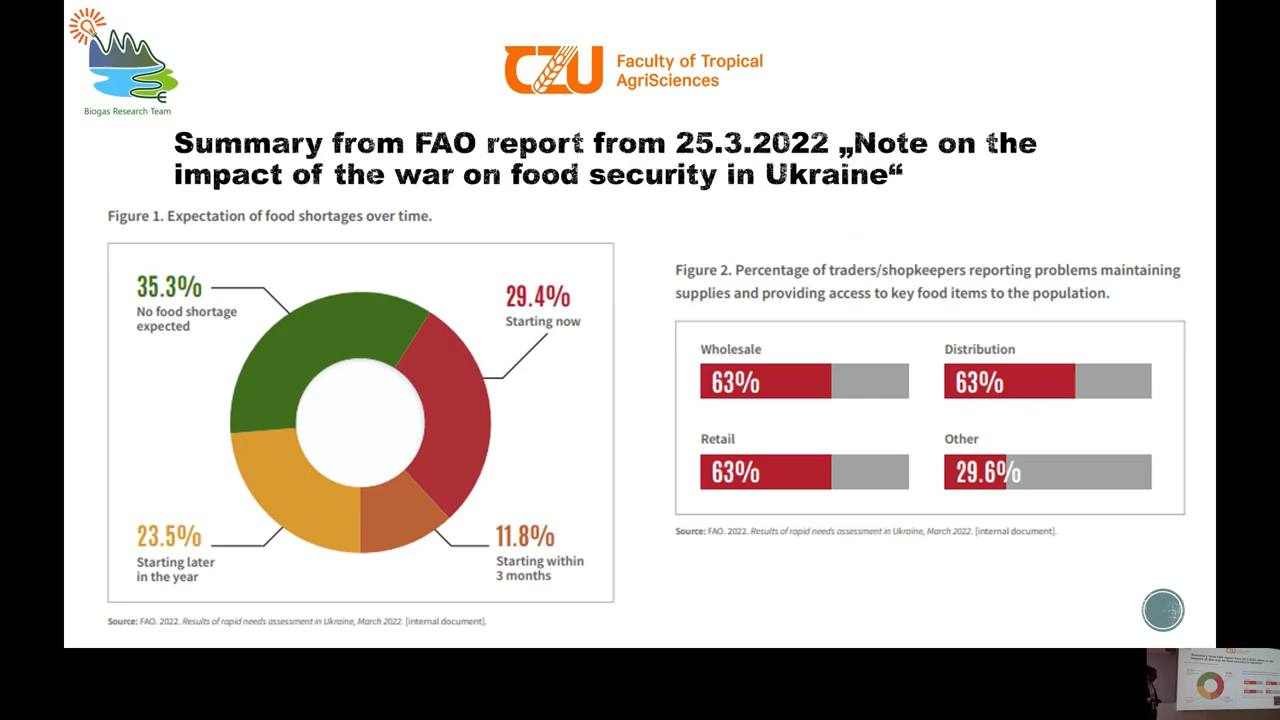 Biogas Research Team
CZU
Faculty of Tropical
AgriSciences
Summary from FAO report from 25.3.2022 „Note on the
impact of the war on food security in Ukraine“
Figure 1. Expectation of food shortages over time.
35.3%
No food shortage
expected
29.4%
Starting now
23.5%
Starting later
in the year
11.8%
Starting within
3 months
Source: FAO. 2022. Results of rapid needs assessment in Ukraine, March 2022. [internal document].
Figure 2. Percentage of traders/shopkeepers reporting problems maintaining
supplies and providing access to key food items to the population.
Wholesale
63%
Distribution
63%
Retail
63%
Other
29.6%
Source: FAO. 2022. Results of rapid needs assessment in Ukraine, March 2022. [internal document].